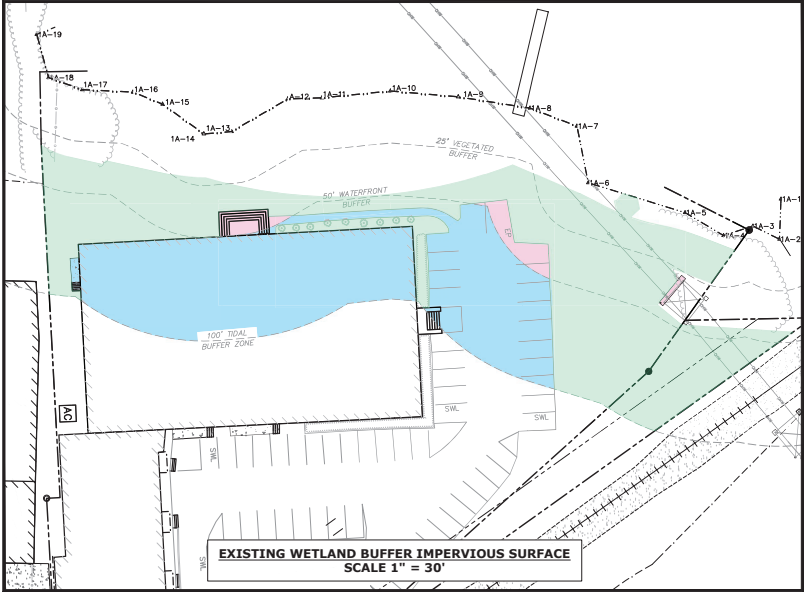 1A-19
1A-18
1A-17
1A-16
1A-15
1A-14
1A-13
A-12
1A-11
1A-10
1A-9
1A-8
1A-7
1A-6
1A-5
1A-4
1A-3
1A-2
1A-1
25' VEGETATED
BUFFER
50' WATERFRONT
BUFFER
EP
100' TIDAL
BUFFER ZONE
AC
SWL
SWL
SWL
SWL
EXISTING WETLAND BUFFER IMPERVIOUS SURFACE
SCALE 1" = 30'